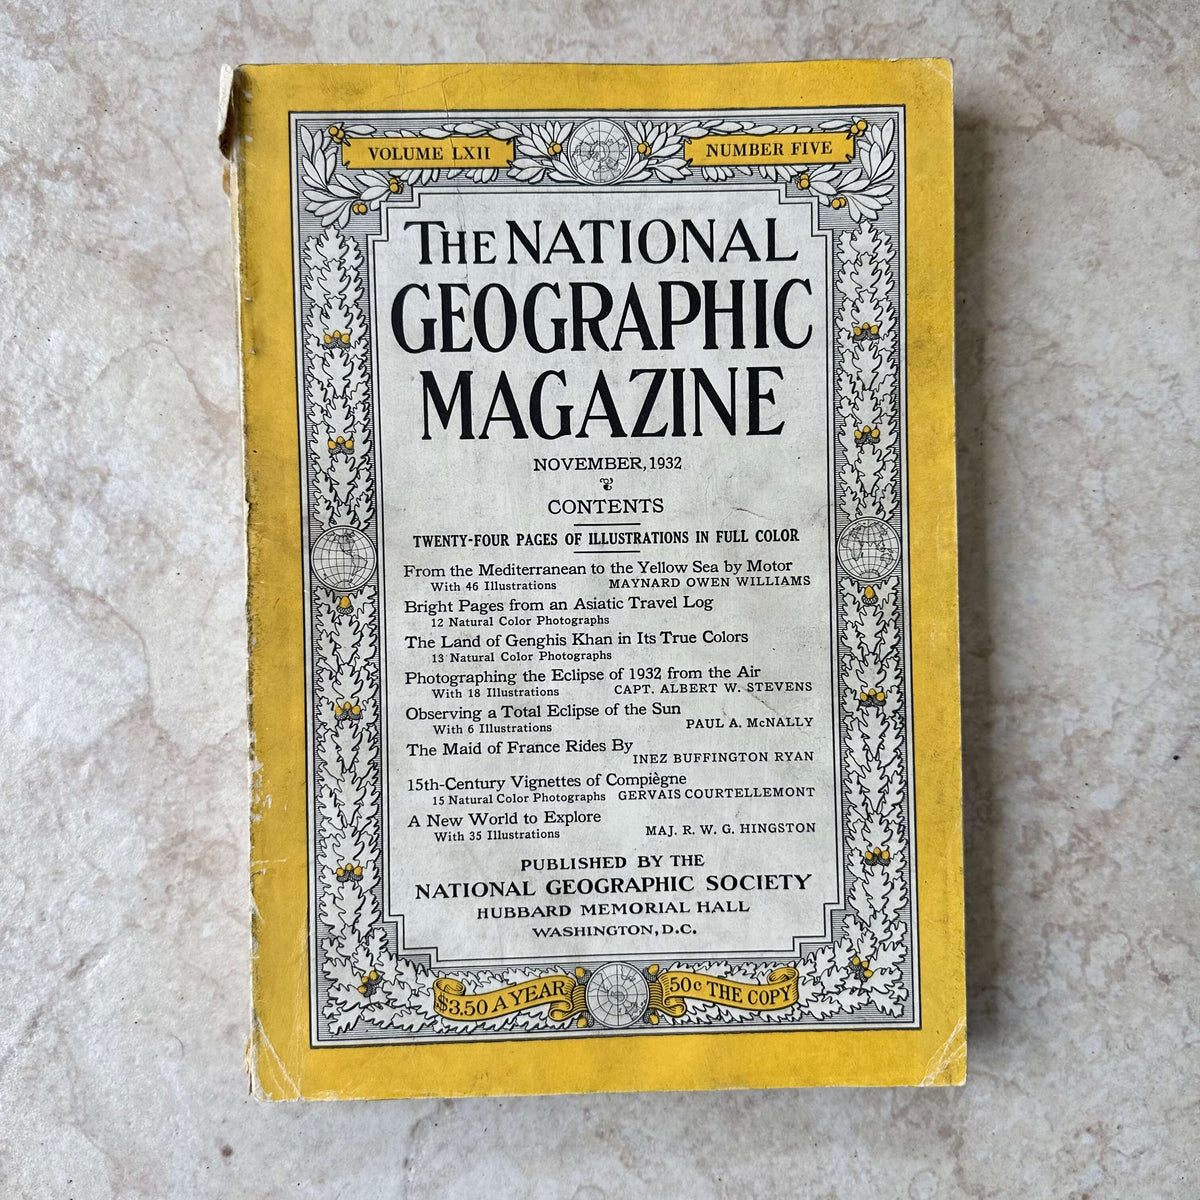 VOLUME LXII
NUMBER FIVE
THE NATIONAL
GEOGRAPHIC
MAGAZINE
NOVEMBER, 1932
CONTENTS
TWENTY-FOUR PAGES OF ILLUSTRATIONS IN FULL COLOR
From the Mediterranean to the Yellow Sea by Motor
With 46 Illustrations MAYNARD OWEN WILLIAMS
Bright Pages from an Asiatic Travel Log
12 Natural Color Photographs
The Land of Genghis Khan in Its True Colors
13 Natural Color Photographs
Photographing the Eclipse of 1932 from the Air
With 18 Illustrations CAPT. ALBERT W. STEVENS
Observing a Total Eclipse of the Sun
With 6 Illustrations PAUL A. McNALLY
The Maid of France Rides By
INEZ BUFFINGTON RYAN
15th-Century Vignettes of Compiègne
15 Natural Color Photographs GERVAIS COURTELLEMONT
A New World to Explore
With 35 Illustrations MAJ. R. W. G. HINGSTON
PUBLISHED BY THE
NATIONAL GEOGRAPHIC SOCIETY
HUBBARD MEMORIAL HALL
WASHINGTON, D.C.
$3.50 A YEAR
50c THE COPY